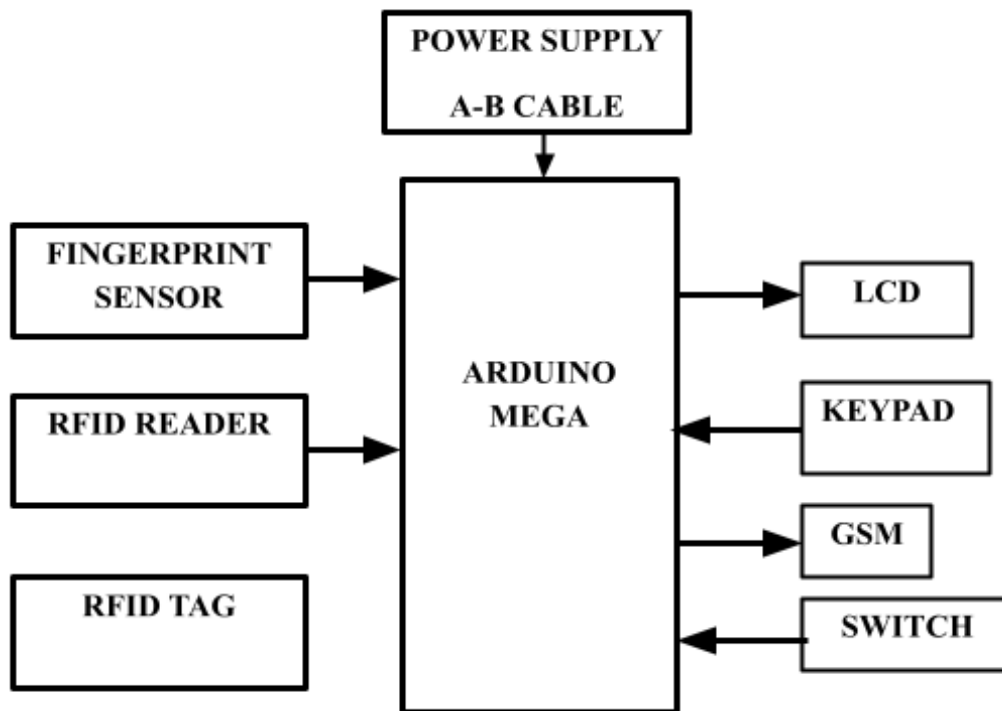 POWER SUPPLY
A-B CABLE
FINGERPRINT
SENSOR
RFID READER
RFID TAG
ARDUINO
MEGA
LCD
KEYPAD
GSM
SWITCH